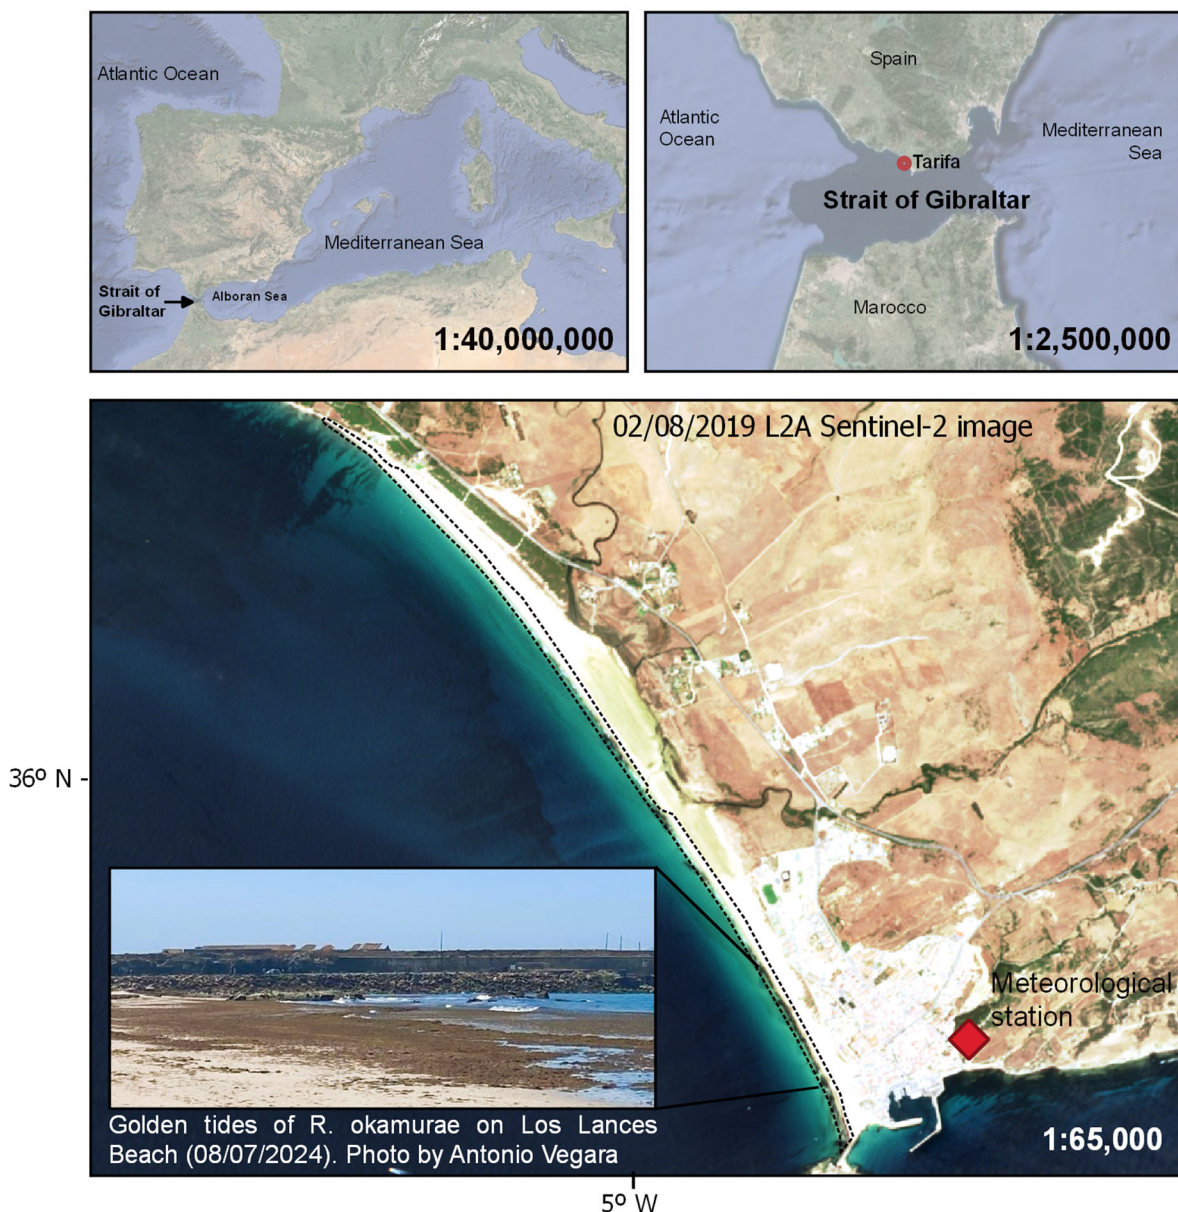 Atlantic Ocean
Mediterranean Sea
Strait of
Gibraltar
Alboran Sea
1:40,000,000
Spain
Atlantic
Ocean
Mediterranean
Sea
Tarifa
Strait of Gibraltar
Marocco
1:2,500,000
02/08/2019 L2A Sentinel-2 image
36º N
Meteorological
station
Golden tides of R. okamurae on Los Lances
Beach (08/07/2024). Photo by Antonio Vegara
1:65,000
5º W